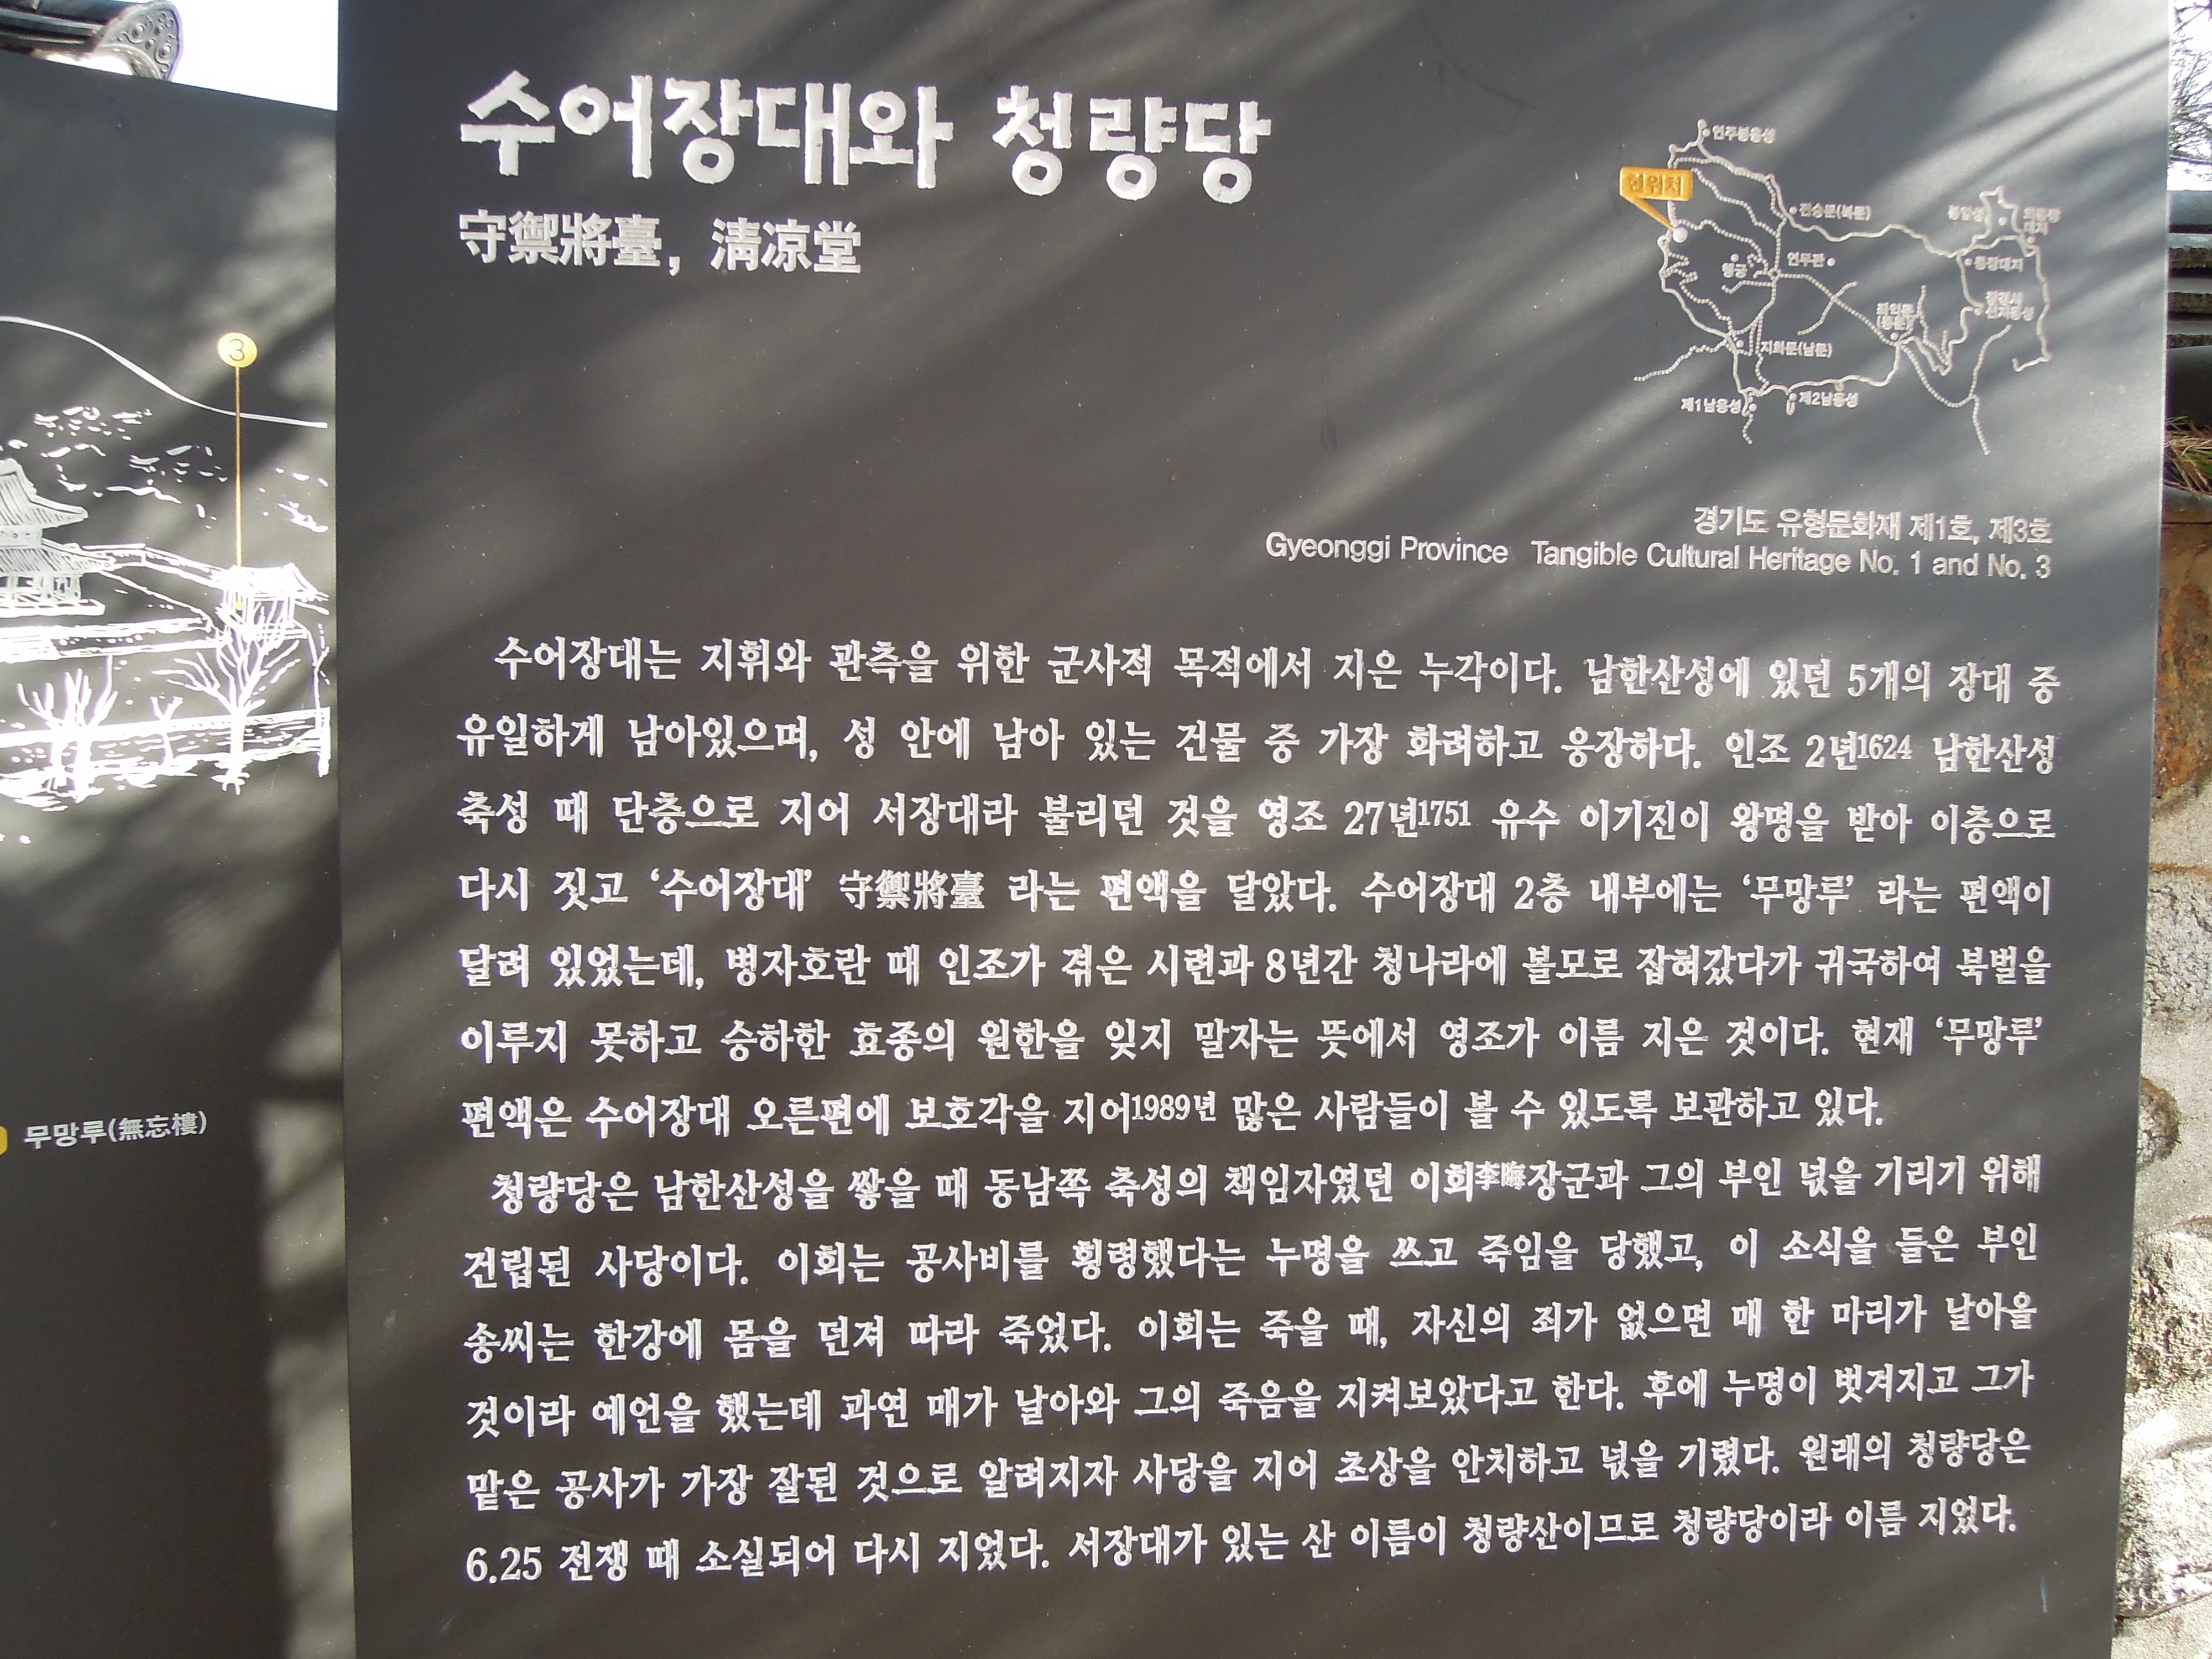 수어장대와 청량당
守禦將臺, 淸凉堂
연주봉옹성
현위치
전승문(북문)
연무관
행궁
동장대지
지화문(남문)
제1남옹성
제2남옹성
경기도 유형문화재 제1호, 제3호
Gyeonggi Province Tangible Cultural Heritage No. 1 and No. 3
수어장대는 지휘와 관측을 위한 군사적 목적에서 지은 누각이다. 남한산성에 있던 5개의 장대 중
유일하게 남아있으며, 성 안에 남아 있는 건물 중 가장 화려하고 웅장하다. 인조 2년1624 남한산성
축성 때 단층으로 지어 서장대라 불리던 것을 영조 27년1751 유수 이기진이 왕명을 받아 이층으로
다시 짓고 ‘수어장대’ 守禦將臺 라는 편액을 달았다. 수어장대 2층 내부에는 ‘무망루’ 라는 편액이
달려 있었는데, 병자호란 때 인조가 겪은 시련과 8년간 청나라에 볼모로 잡혀갔다가 귀국하여 북벌을
이루지 못하고 승하한 효종의 원한을 잊지 말자는 뜻에서 영조가 이름 지은 것이다. 현재 ‘무망루’
편액은 수어장대 오른편에 보호각을 지어1989년 많은 사람들이 볼 수 있도록 보관하고 있다.
청량당은 남한산성을 쌓을 때 동남쪽 축성의 책임자였던 이회李晦장군과 그의 부인 넋을 기리기 위해
건립된 사당이다. 이회는 공사비를 횡령했다는 누명을 쓰고 죽임을 당했고, 이 소식을 들은 부인
송씨는 한강에 몸을 던져 따라 죽었다. 이회는 죽을 때, 자신의 죄가 없으면 매 한 마리가 날아올
것이라 예언을 했는데 과연 매가 날아와 그의 죽음을 지켜보았다고 한다. 후에 누명이 벗겨지고 그가
맡은 공사가 가장 잘된 것으로 알려지자 사당을 지어 초상을 안치하고 넋을 기렸다. 원래의 청량당은
6.25 전쟁 때 소실되어 다시 지었다. 서장대가 있는 산 이름이 청량산이므로 청량당이라 이름 지었다.
3
무망루(無忘樓)